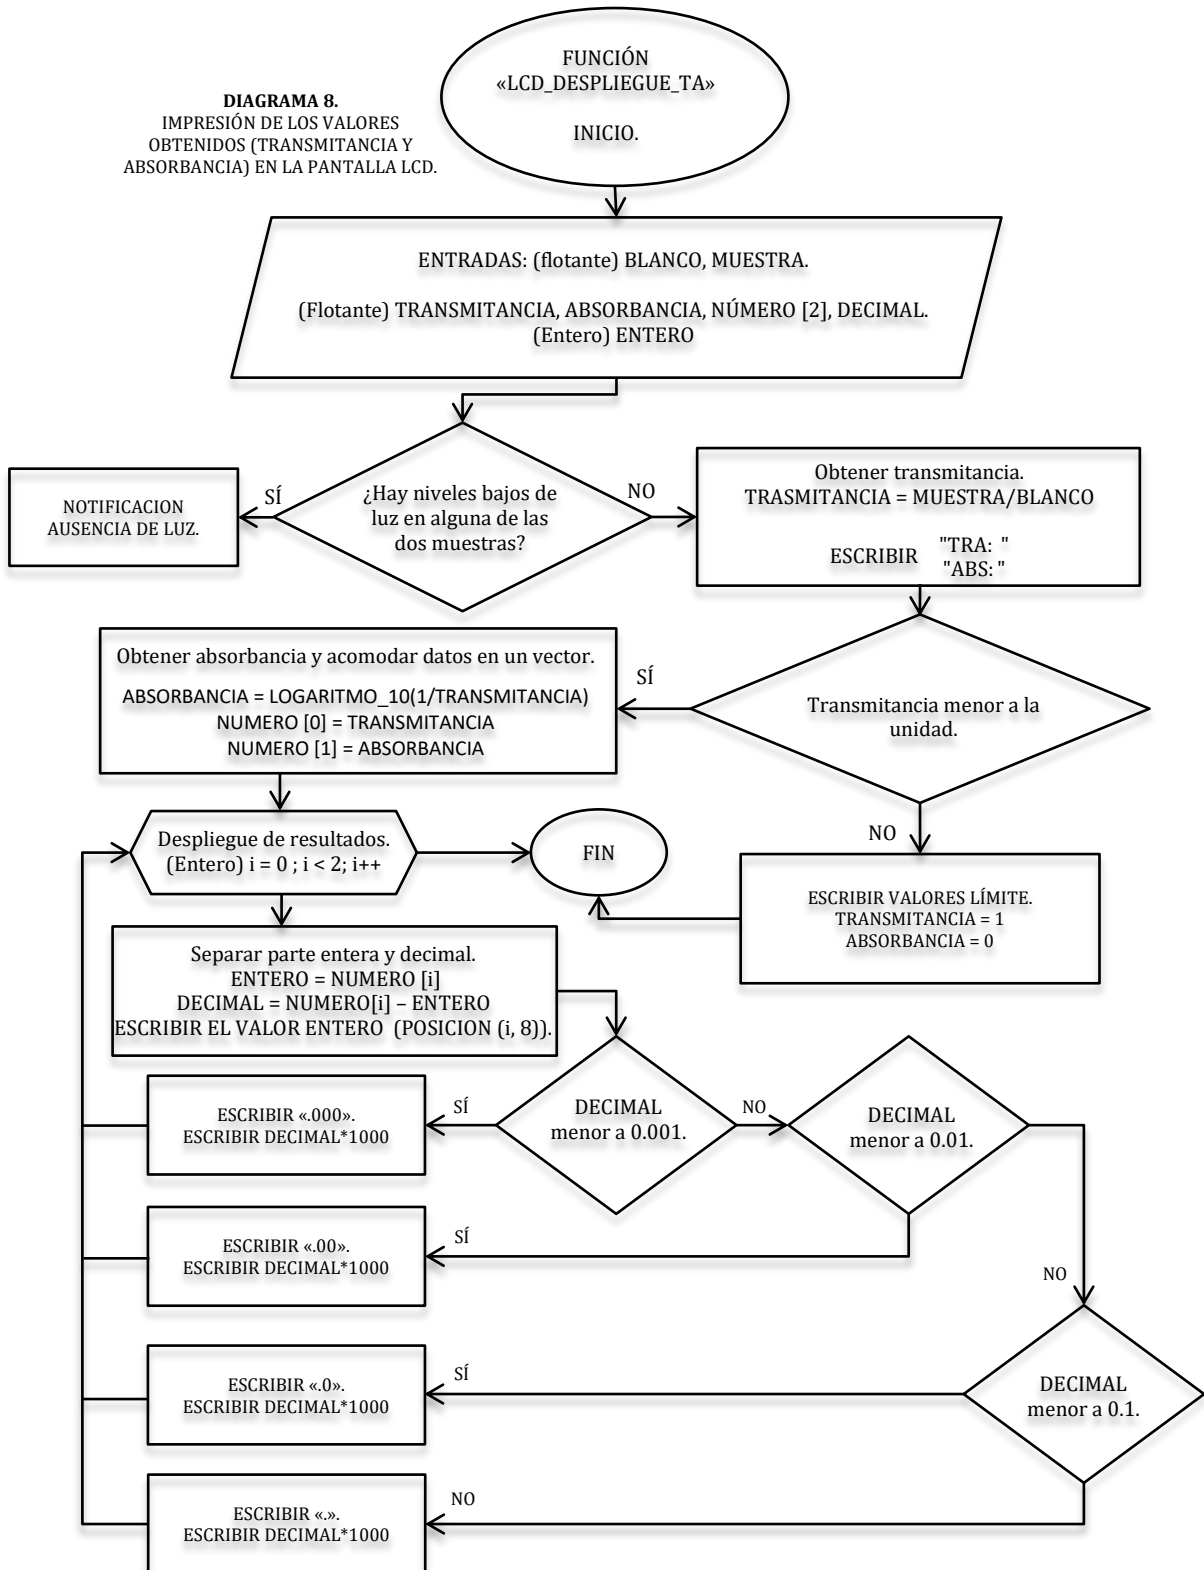 FUNCIÓN
«LCD_DESPLIEGUE_TA»
INICIO.
DIAGRAMA 8.
IMPRESIÓN DE LOS VALORES
OBTENIDOS (TRANSMITANCIA Y
ABSORBANCIA) EN LA PANTALLA LCD.
ENTRADAS: (flotante) BLANCO, MUESTRA.
(Flotante) TRANSMITANCIA, ABSORBANCIA, NÚMERO [2], DECIMAL.
(Entero) ENTERO
¿Hay niveles bajos de
luz en alguna de las
dos muestras?
SÍ
NO
NOTIFICACION
AUSENCIA DE LUZ.
Obtener transmitancia.
TRASMITANCIA = MUESTRA/BLANCO
ESCRIBIR
"TRA: "
"ABS: "
Transmitancia menor a la
unidad.
SÍ
NO
Obtener absorbancia y acomodar datos en un vector.
ABSORBANCIA = LOGARITMO_10(1/TRANSMITANCIA)
NUMERO [0] = TRANSMITANCIA
NUMERO [1] = ABSORBANCIA
Despliegue de resultados.
(Entero) i = 0 ; i < 2; i++
FIN
ESCRIBIR VALORES LÍMITE.
TRANSMITANCIA = 1
ABSORBANCIA = 0
Separar parte entera y decimal.
ENTERO = NUMERO [i]
DECIMAL = NUMERO[i] – ENTERO
ESCRIBIR EL VALOR ENTERO (POSICION (i, 8)).
DECIMAL
menor a 0.001.
SÍ
NO
ESCRIBIR «.000».
ESCRIBIR DECIMAL*1000
DECIMAL
menor a 0.01.
SÍ
NO
ESCRIBIR «.00».
ESCRIBIR DECIMAL*1000
DECIMAL
menor a 0.1.
SÍ
ESCRIBIR «.0».
ESCRIBIR DECIMAL*1000
NO
ESCRIBIR «.».
ESCRIBIR DECIMAL*1000